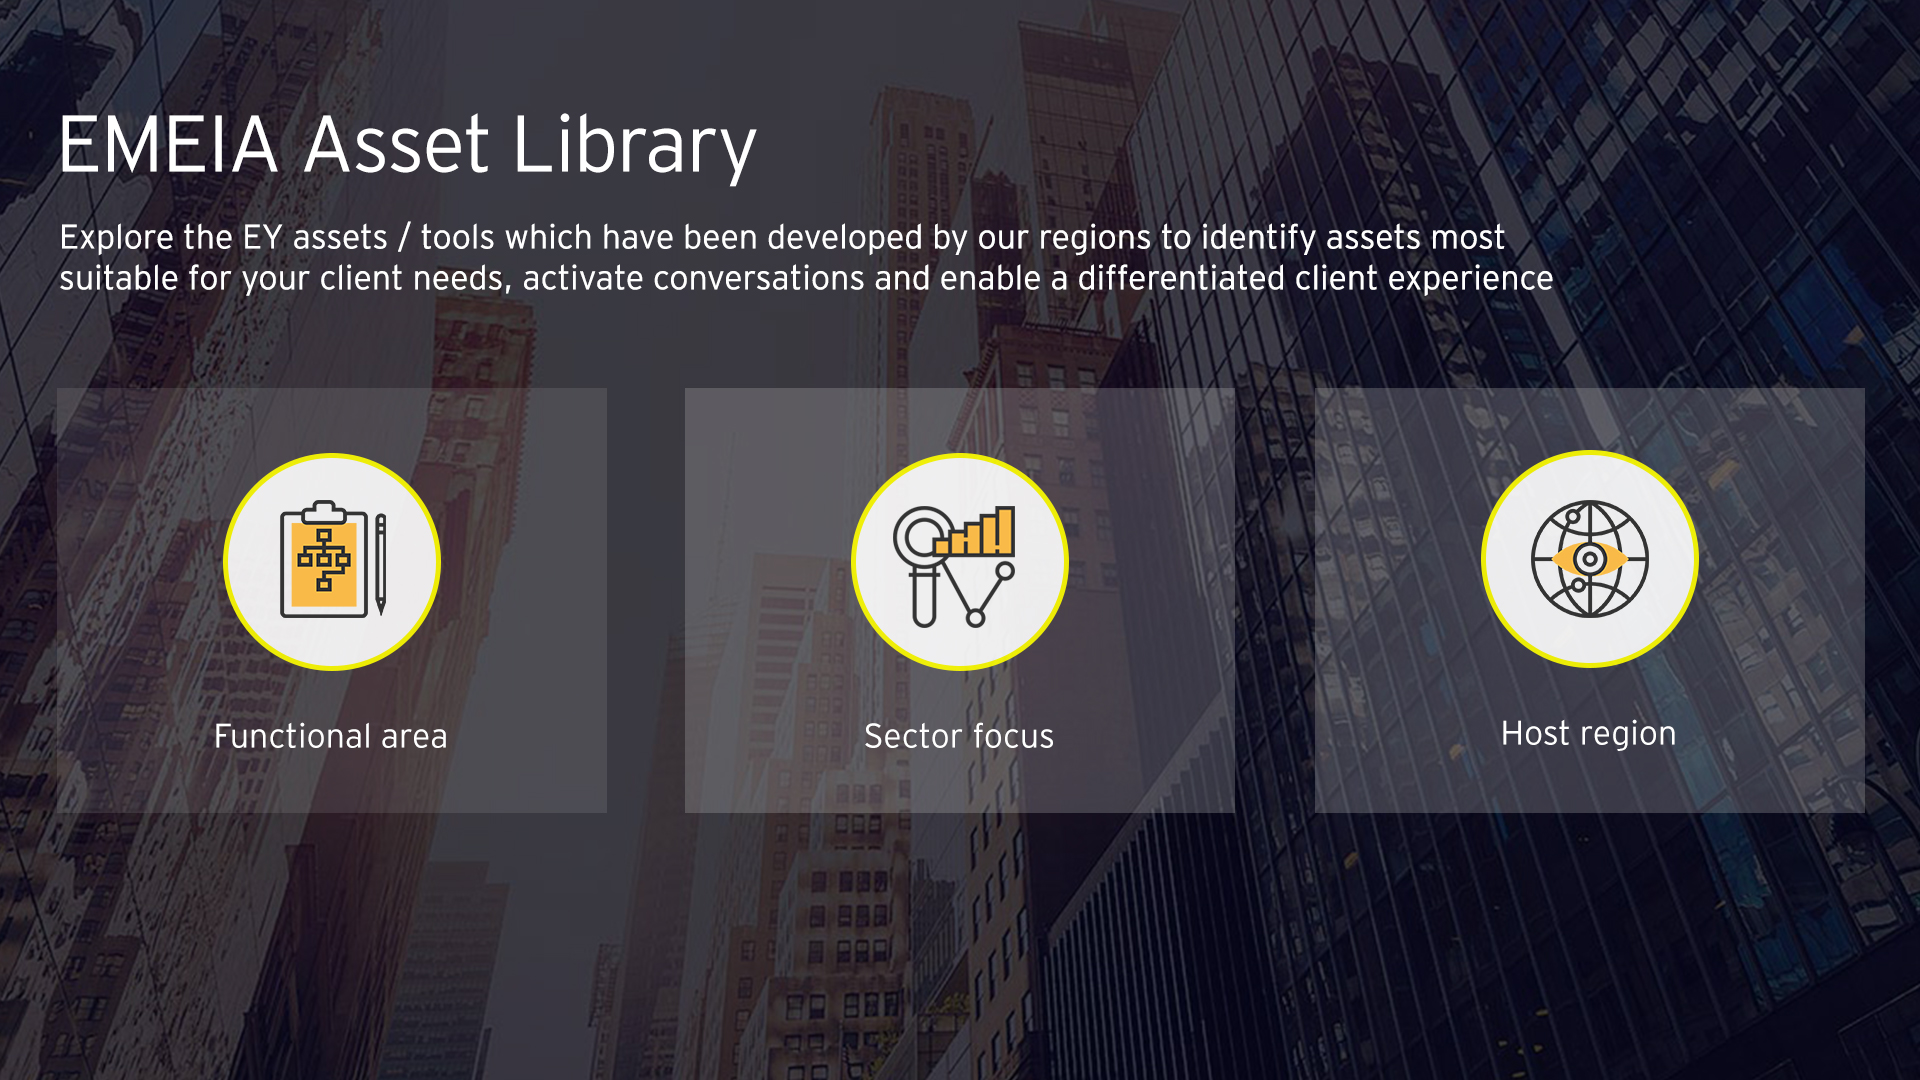 EMEIA Asset Library
Explore the EY assets / tools which have been developed by our regions to identify assets most
suitable for your client needs, activate conversations and enable a differentiated client experience
Functional area
Sector focus
Host region